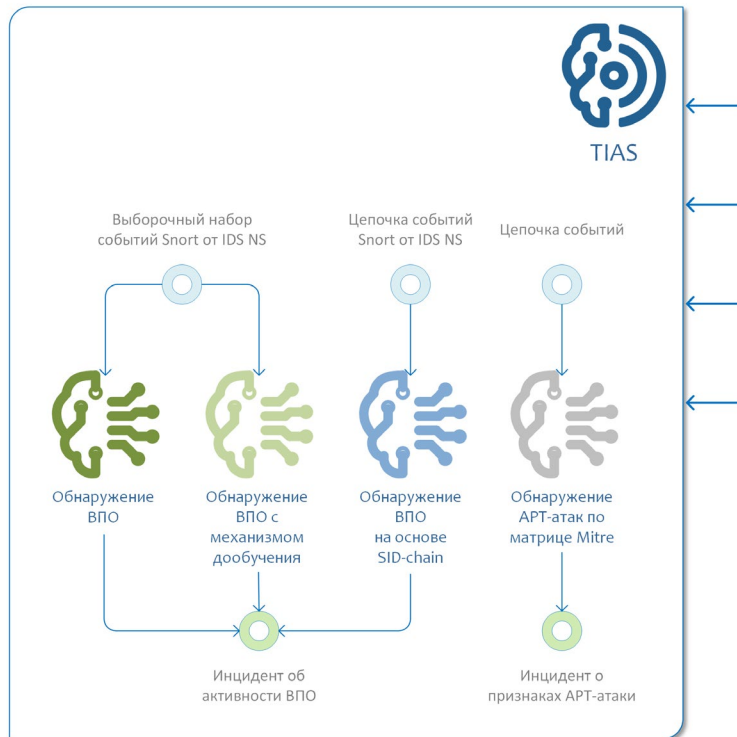 TIAS
Выборочный набор
событий Snort от IDS NS
Цепочка событий
Snort от IDS NS
Цепочка событий
Обнаружение
ВПО
Обнаружение
ВПО с
механизмом
дообучения
Обнаружение
ВПО
на основе
SID-chain
Обнаружение
АРТ-атак по
матрице Mitre
Инцидент об
активности ВПО
Инцидент о
признаках АРТ-атаки